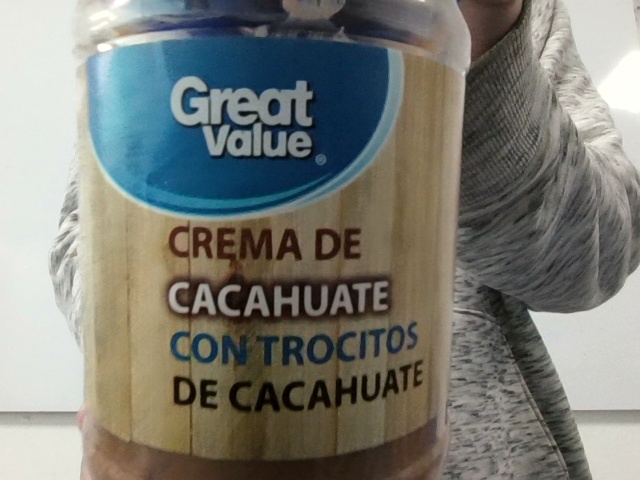 Great
Value®
CREMA DE
CACAHUATE
CON TROCITOS
DE CACAHUATE